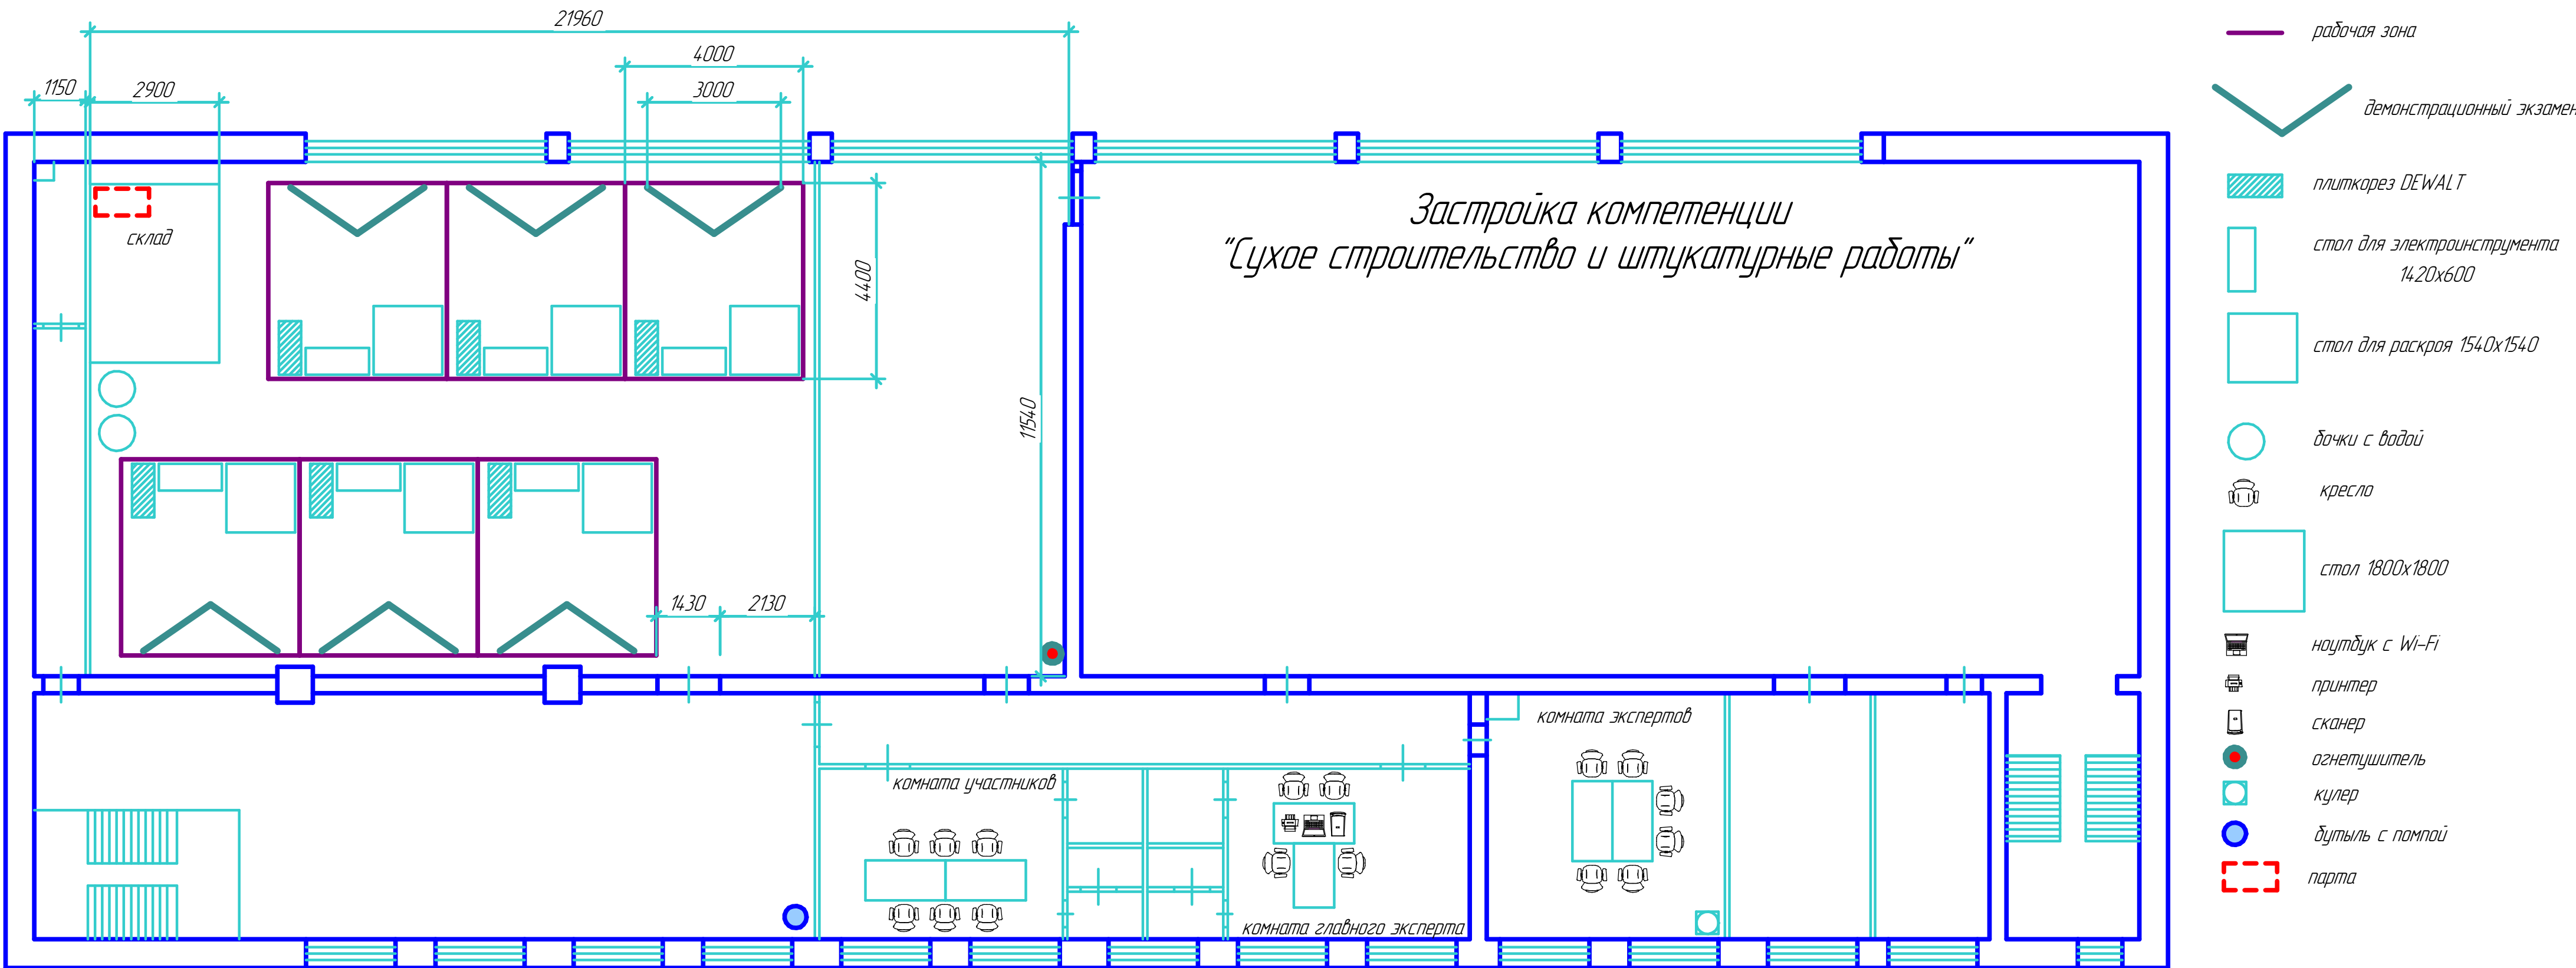 21960
4000
1150
2900
3000
склад
4400
11540
1430
2130
Застройка компетенции
"Сухое строительство и штукатурные работы"
комната участников
комната главного эксперта
комната экспертов
рабочая зона
демонстрационный экзамен
плиткорез DEWALT
стол для электроинструмента
1420х600
стол для раскроя 1540х1540
бочки с водой
кресло
стол 1800х1800
ноутбук с Wi-Fi
принтер
сканер
огнетушитель
кулер
бутыль с помпой
парта